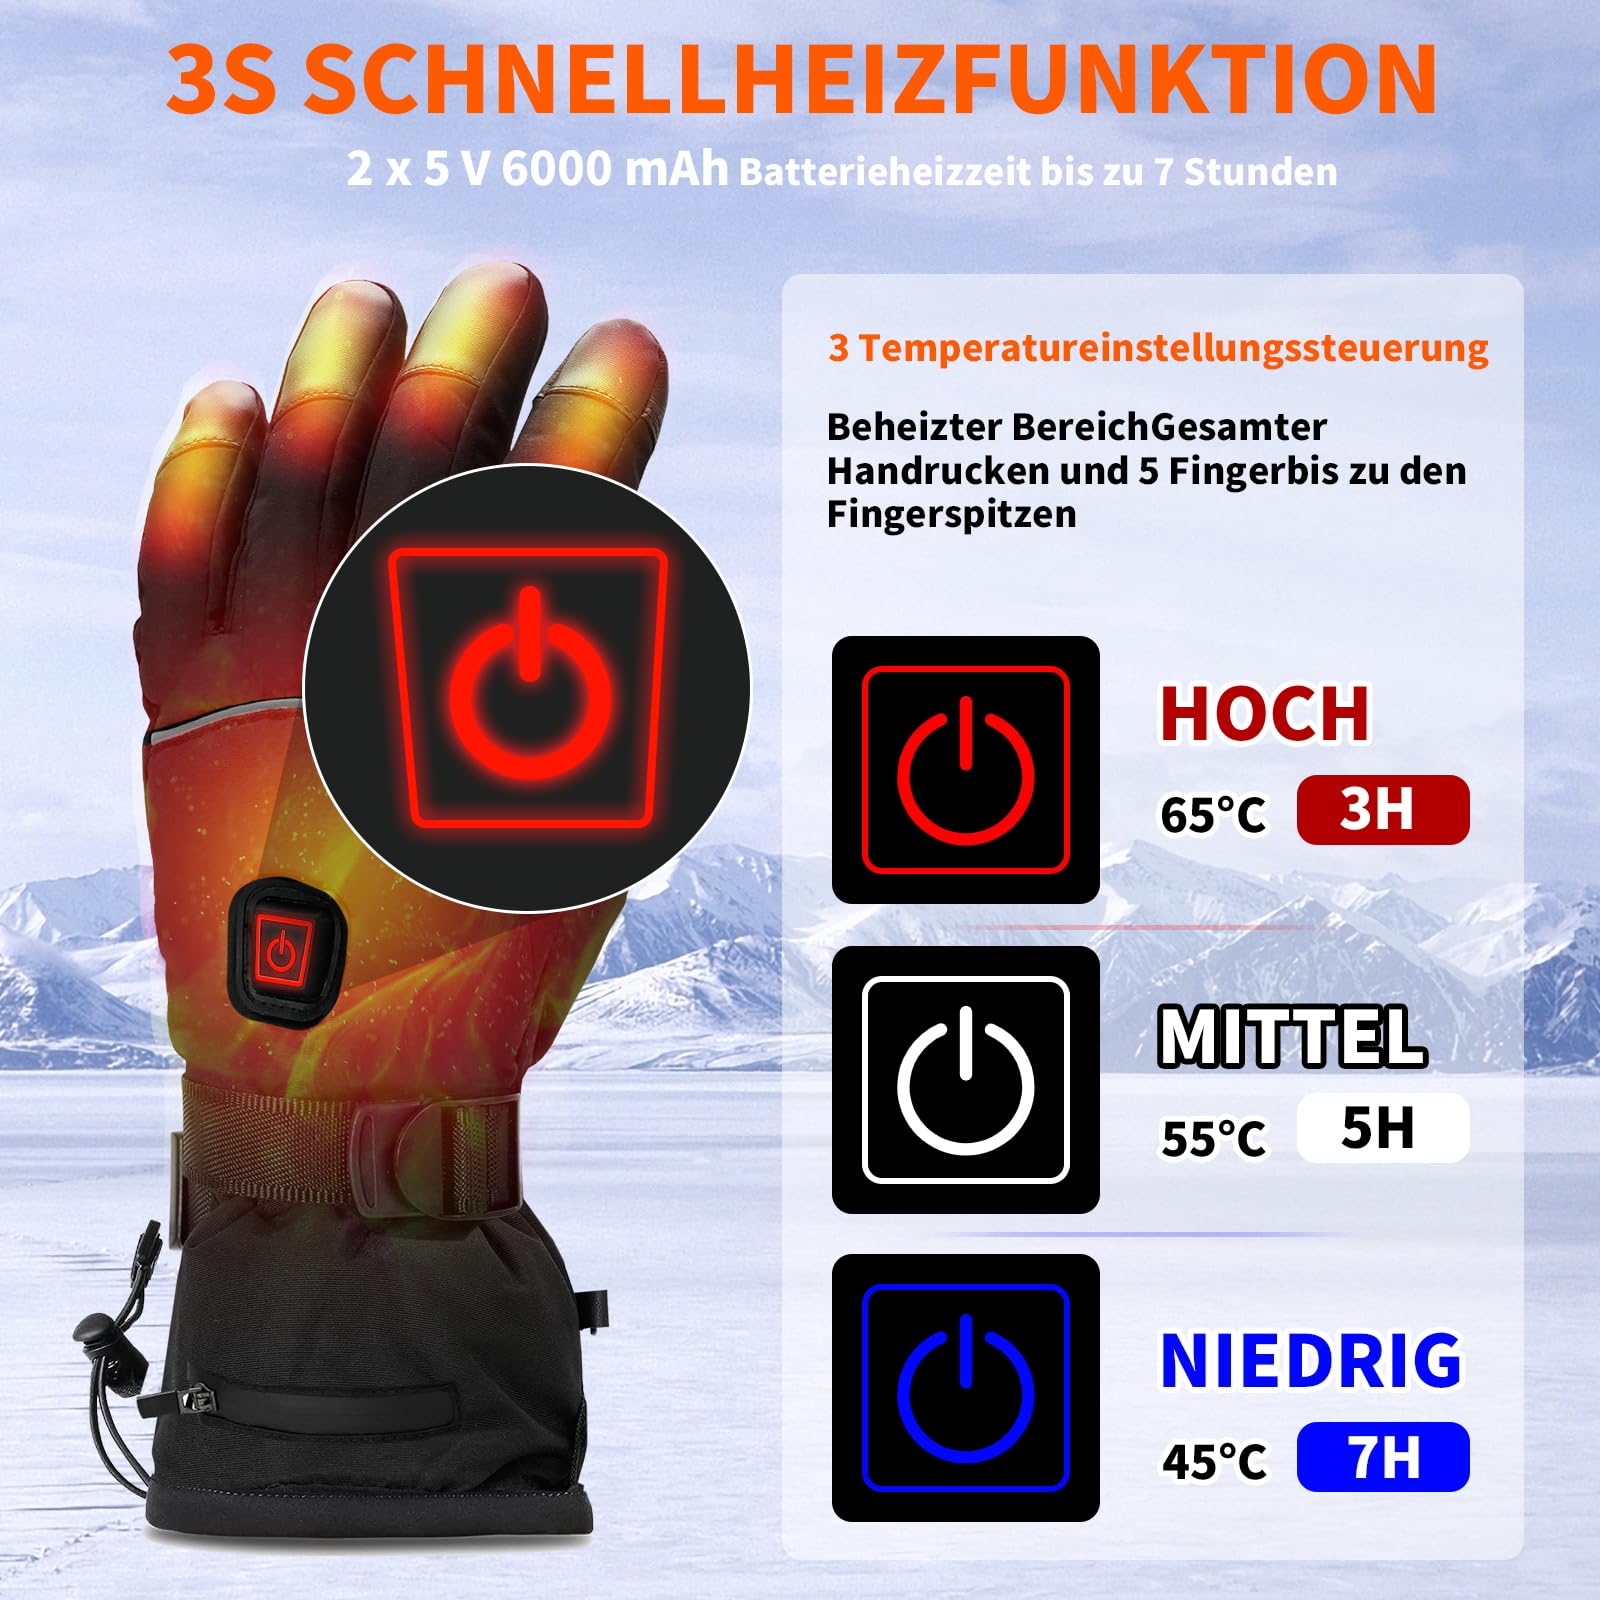 3S SCHNELLHEIZFUNKTION
2 x 5 V 6000 mAh Batterieheizzeit bis zu 7 Stunden
3 Temperatureinstellungssteuerung
Beheizter BereichGesamter
Handrucken und 5 Fingerbis zu den
Fingerspitzen
HOCH
65°C 3H
MITTEL
55°C 5H
NIEDRIG
45°C 7H